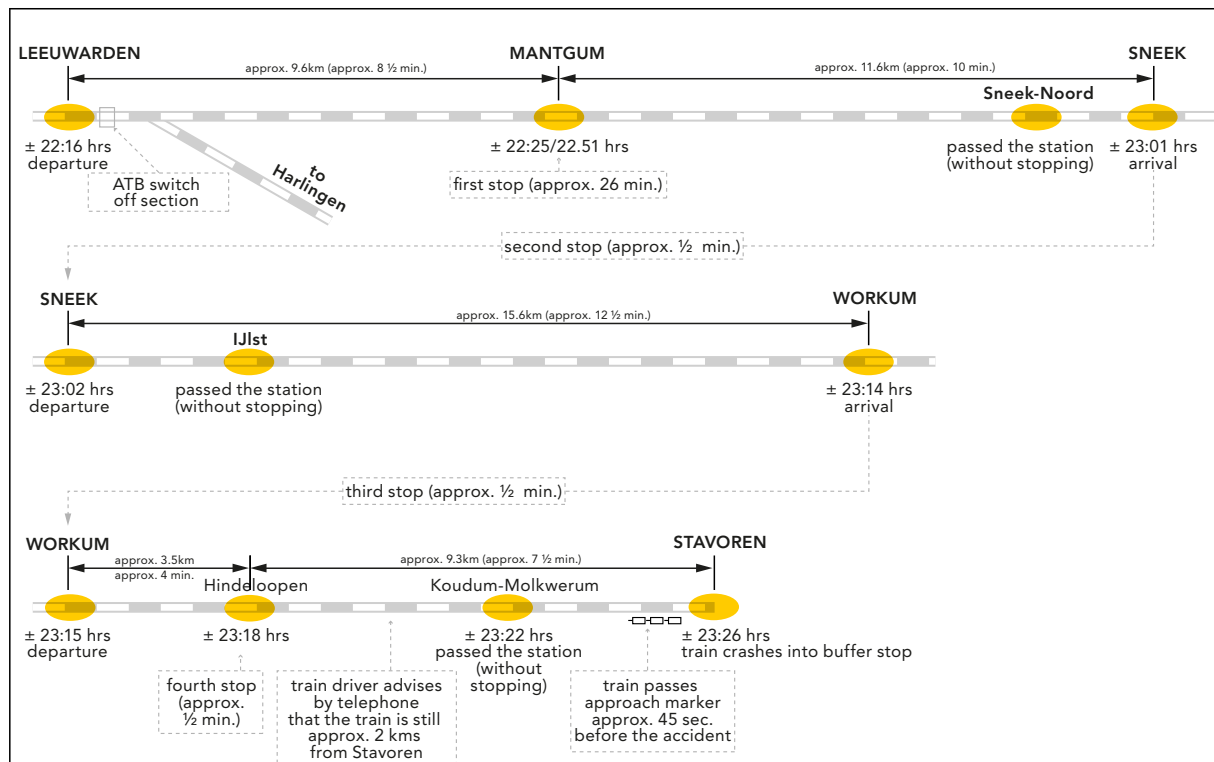 LEEUWARDEN
MANTGUM
SNEEK
approx. 9.6km (approx. 8 ½ min.)
approx. 11.6km (approx. 10 min.)
Sneek-Noord
± 22:16 hrs
departure
ATB switch
off section
to
Harlingen
± 22:25/22.51 hrs
first stop (approx. 26 min.)
passed the station
(without stopping)
± 23:01 hrs
arrival
second stop (approx. ½ min.)
SNEEK
WORKUM
approx. 15.6km (approx. 12 ½ min.)
IJlst
± 23:02 hrs
departure
passed the station
(without stopping)
± 23:14 hrs
arrival
third stop (approx. ½ min.)
WORKUM
STAVOREN
approx. 3.5km
approx. 4 min.
approx. 9.3km (approx. 7 ½ min.)
Hindeloopen
Koudum-Molkwerum
± 23:15 hrs
departure
± 23:18 hrs
± 23:22 hrs
passed the station
(without
stopping)
± 23:26 hrs
train crashes into buffer stop
fourth stop
(approx.
½ min.)
train driver advises
by telephone
that the train is still
approx. 2 kms
from Stavoren
train passes
approach marker
approx. 45 sec.
before the accident